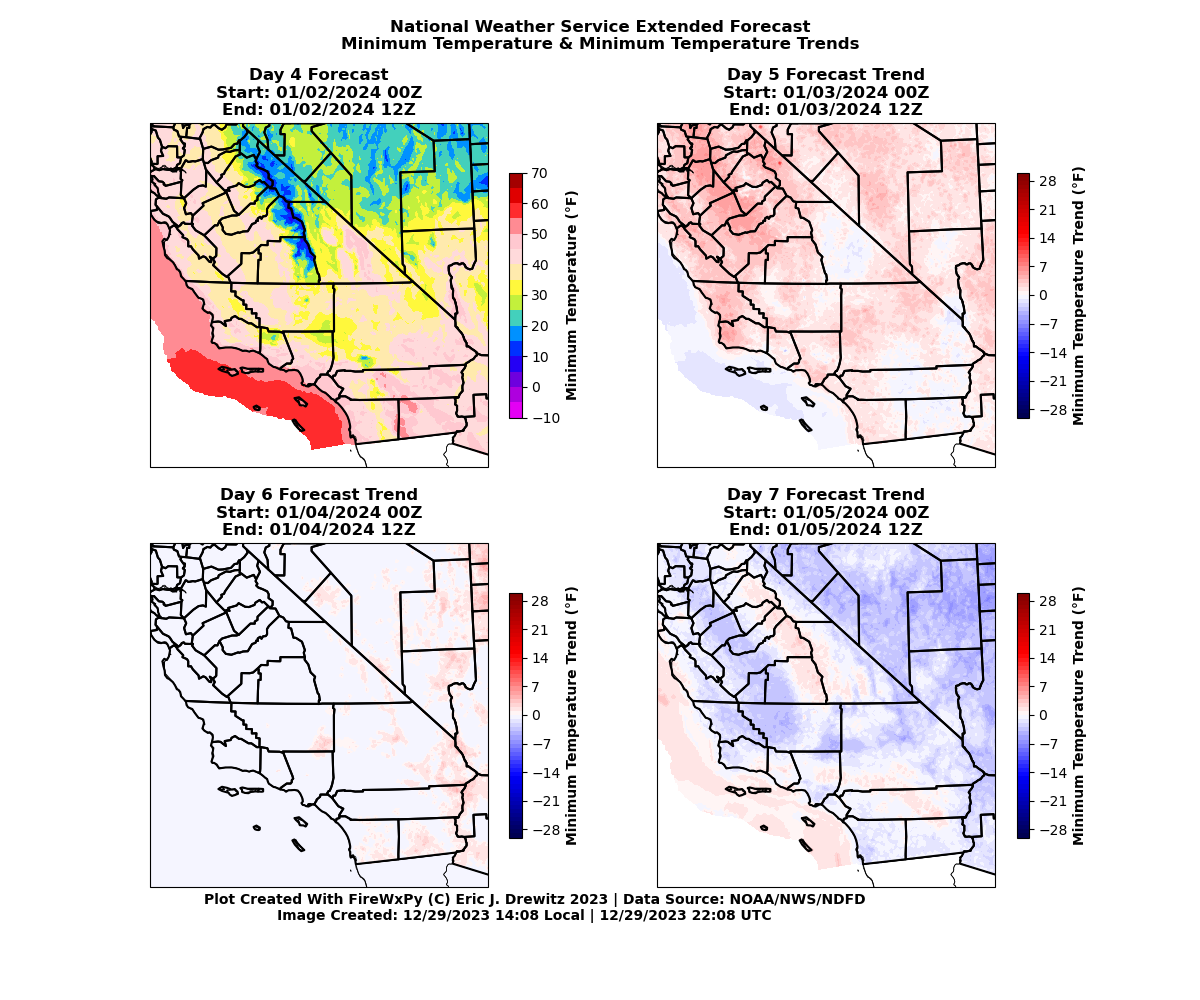 National Weather Service Extended Forecast
Minimum Temperature & Minimum Temperature Trends
Day 4 Forecast
Start: 01/02/2024 00Z
End: 01/02/2024 12Z
70
60
50
40
30
20
10
0
−10
Minimum Temperature (°F)
Day 5 Forecast Trend
Start: 01/03/2024 00Z
End: 01/03/2024 12Z
28
21
14
7
0
−7
−14
−21
−28
Minimum Temperature Trend (°F)
Day 6 Forecast Trend
Start: 01/04/2024 00Z
End: 01/04/2024 12Z
28
21
14
7
0
−7
−14
−21
−28
Minimum Temperature Trend (°F)
Day 7 Forecast Trend
Start: 01/05/2024 00Z
End: 01/05/2024 12Z
28
21
14
7
0
−7
−14
−21
−28
Minimum Temperature Trend (°F)
Plot Created With FireWxPy (C) Eric J. Drewitz 2023 | Data Source: NOAA/NWS/NDFD
Image Created: 12/29/2023 14:08 Local | 12/29/2023 22:08 UTC